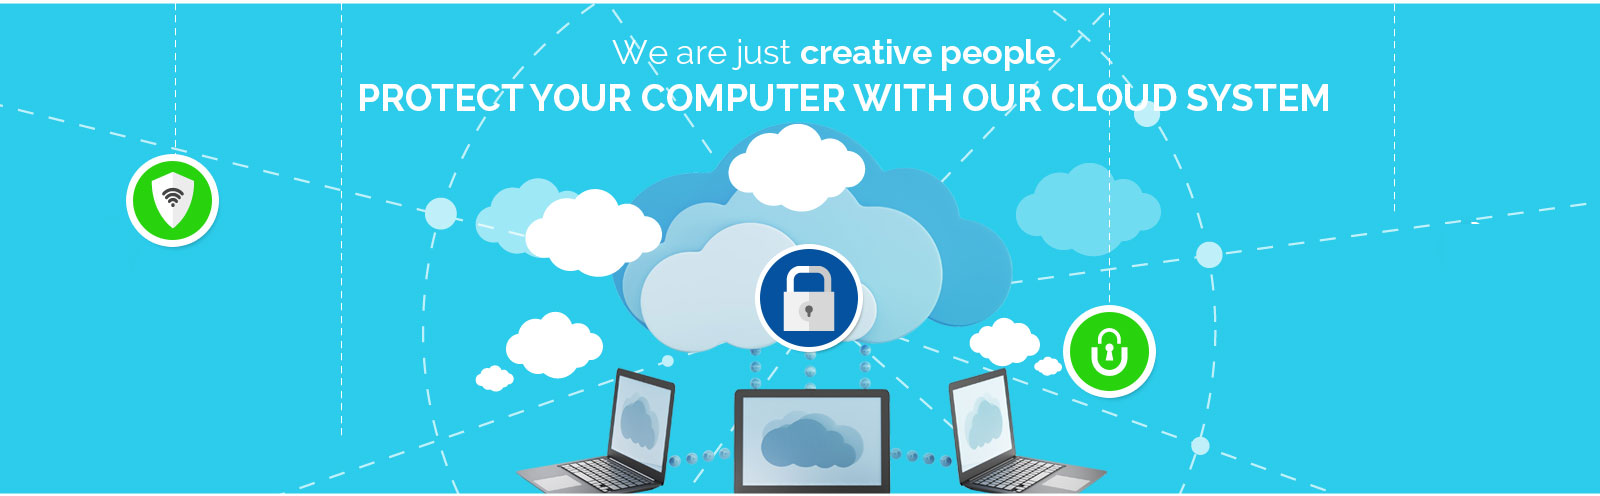 We are just creative people
PROTECT YOUR COMPUTER WITH OUR CLOUD SYSTEM